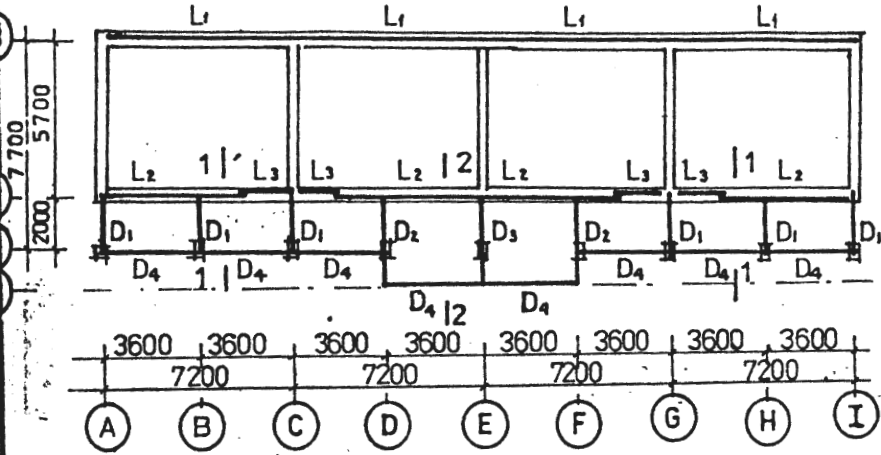 L1 L1 L1 L1
7700
5700
2000
L2 1 L3 L3 L2 2 L2 L3 L3 1 L2
D1 D1 D1 D2 D3 D2 D1 D1 D1
D4 1 D4 D4 D4 D4 1 D4
D4 2 D4
3600 3600 3600 3600 3600 3600 3600 3600
7200 7200 7200 7200
A B C D E F G H I